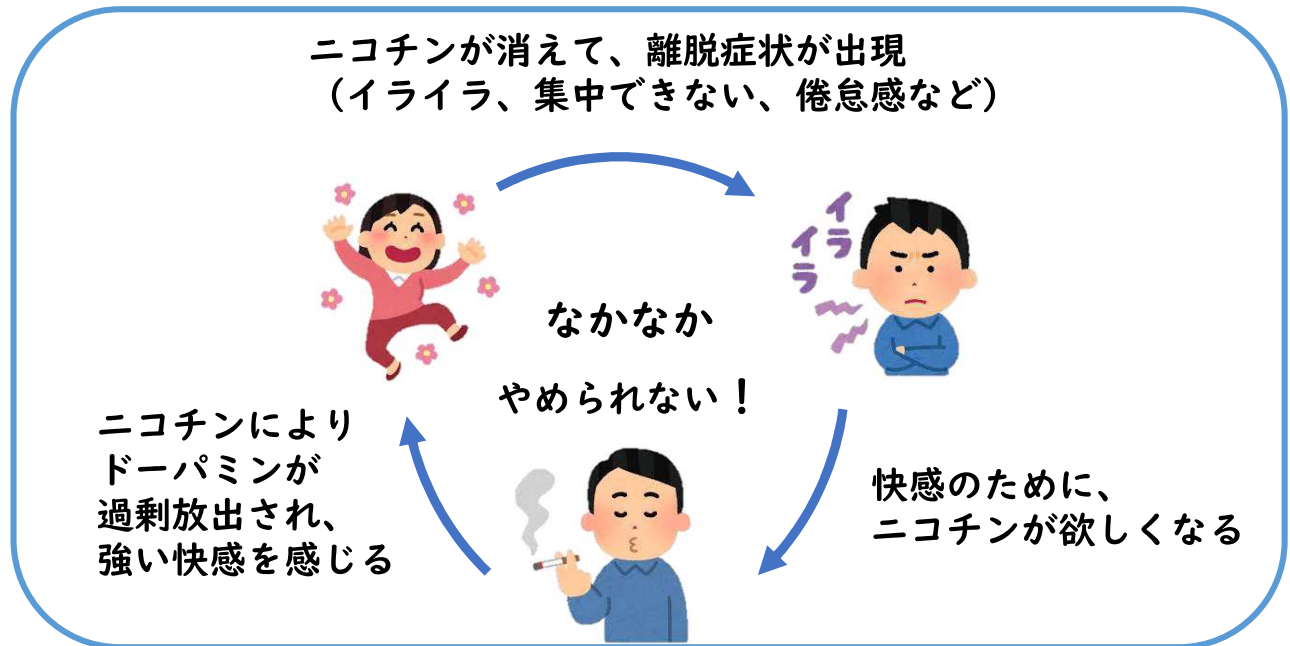 ニコチンが消えて、離脱症状が出現
（イライラ、集中できない、倦怠感など）
イライラ
なかなか
やめられない！
ニコチンにより
ドーパミンが
過剰放出され、
強い快感を感じる
快感のために、
ニコチンが欲しくなる